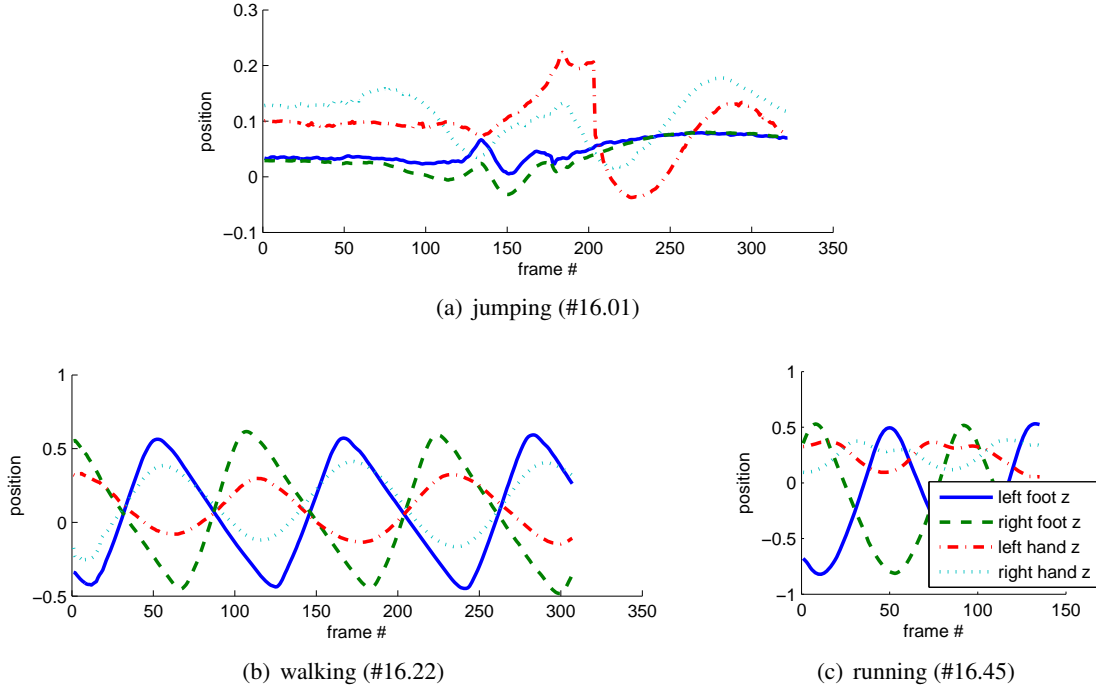 0.3
0.2
0.1
0
−0.1
position
0 50 100 150 200 250 300 350
frame #
(a) jumping (#16.01)
1
0.5
0
−0.5
position
0 50 100 150 200 250 300 350
frame #
(b) walking (#16.22)
1
0.5
0
−0.5
−1
position
0 50 100 150
frame #
left foot z
right foot z
left hand z
right hand z
(c) running (#16.45)